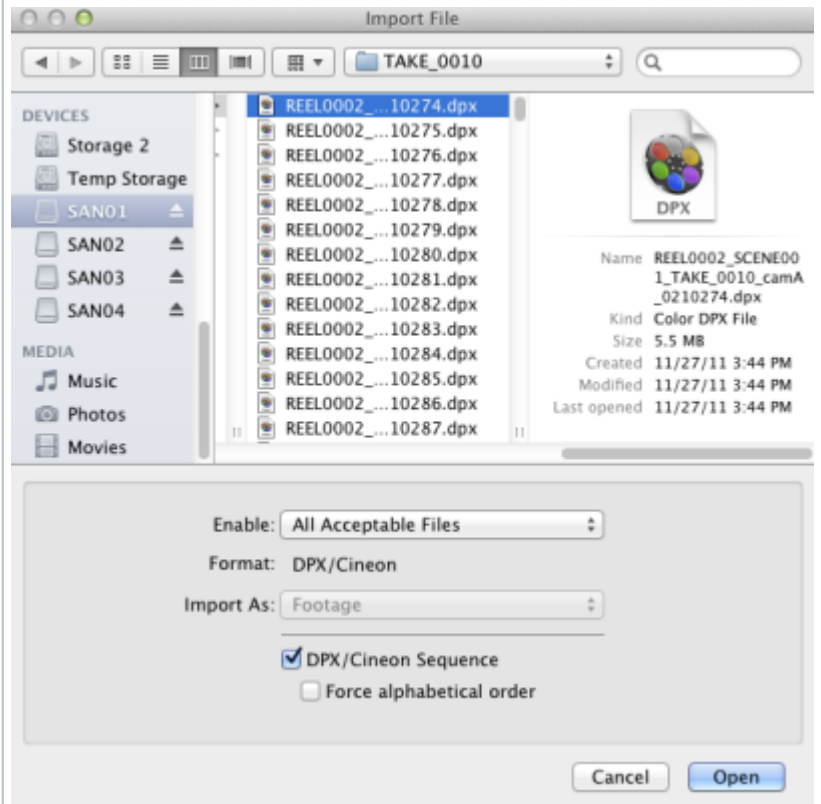 Import File
TAKE_0010
DEVICES
Storage 2
Temp Storage
SAN01
SAN02
SAN03
SAN04
MEDIA
Music
Photos
Movies
REEL0002_...10274.dpx
REEL0002_...10275.dpx
REEL0002_...10276.dpx
REEL0002_...10277.dpx
REEL0002_...10278.dpx
REEL0002_...10279.dpx
REEL0002_...10280.dpx
REEL0002_...10281.dpx
REEL0002_...10282.dpx
REEL0002_...10283.dpx
REEL0002_...10284.dpx
REEL0002_...10285.dpx
REEL0002_...10286.dpx
REEL0002_...10287.dpx
DPX
Name REEL0002_SCENE00
1_TAKE_0010_camA
_0210274.dpx
Kind Color DPX File
Size 5.5 MB
Created 11/27/11 3:44 PM
Modified 11/27/11 3:44 PM
Last opened 11/27/11 3:44 PM
Enable: All Acceptable Files
Format: DPX/Cineon
Import As: Footage
DPX/Cineon Sequence
Force alphabetical order
Cancel Open